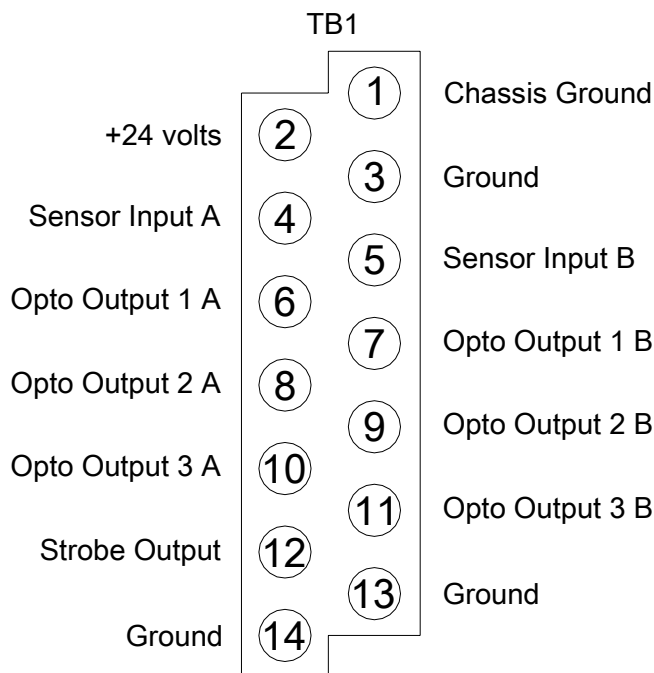 TB1
1 Chassis Ground
+24 volts 2
3 Ground
Sensor Input A 4
5 Sensor Input B
Opto Output 1 A 6
7 Opto Output 1 B
Opto Output 2 A 8
9 Opto Output 2 B
Opto Output 3 A 10
11 Opto Output 3 B
Strobe Output 12
13 Ground
Ground 14